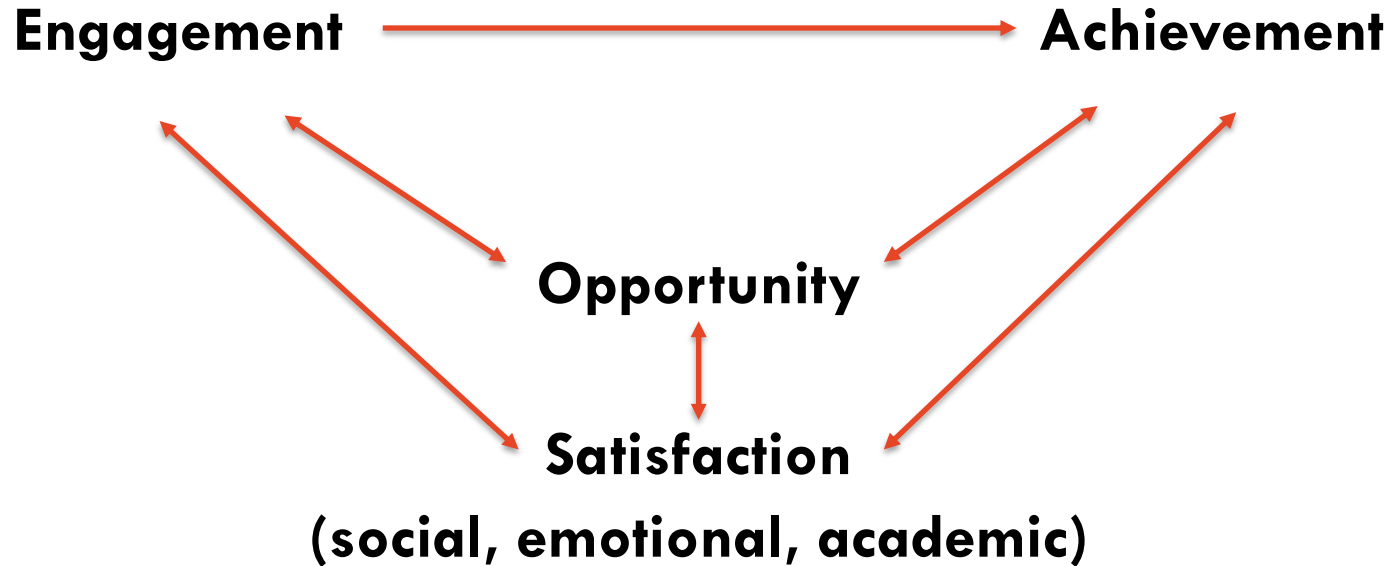 Engagement
Achievement
Opportunity
Satisfaction
(social, emotional, academic)